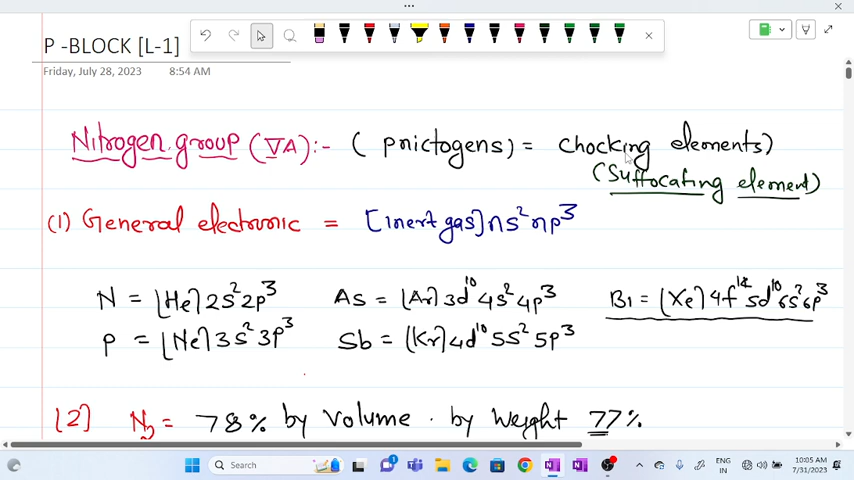 P -BLOCK [L-1]
Friday, July 28, 2023 8:54 AM
Nitrogen group (VA) :- ( pnictogens) = chocking elements)
(Suffocating element)
(1) General electronic = [inert gas] ns² np³
N = [He] 2s² 2p³ As = (Ar) 3d¹⁰ 4s² 4p³ Bi = (Xe) 4f¹⁴ 5d¹⁰ 6s² 6p³
P = [Ne] 3s² 3p³ Sb = (Kr) 4d¹⁰ 5s² 5p³
[2] N₂ = 78% by volume . by weight 77%
Search
ENG
IN
10:05 AM
7/31/2023